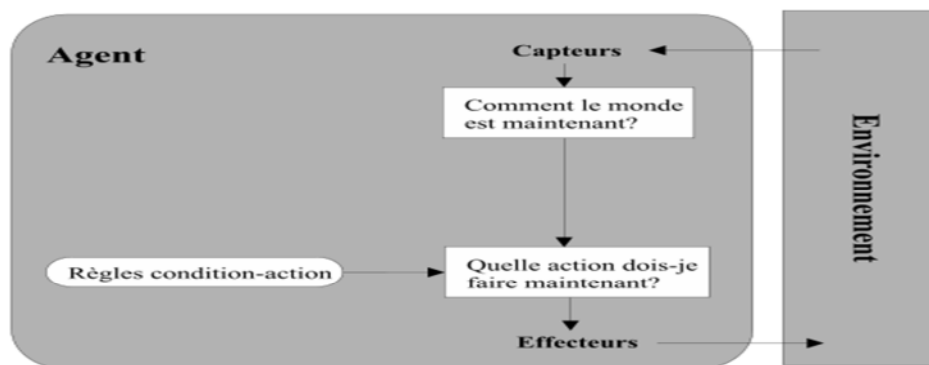 Agent
Capteurs
Comment le monde
est maintenant?
Environnement
Règles condition-action
Quelle action dois-je
faire maintenant?
Effecteurs